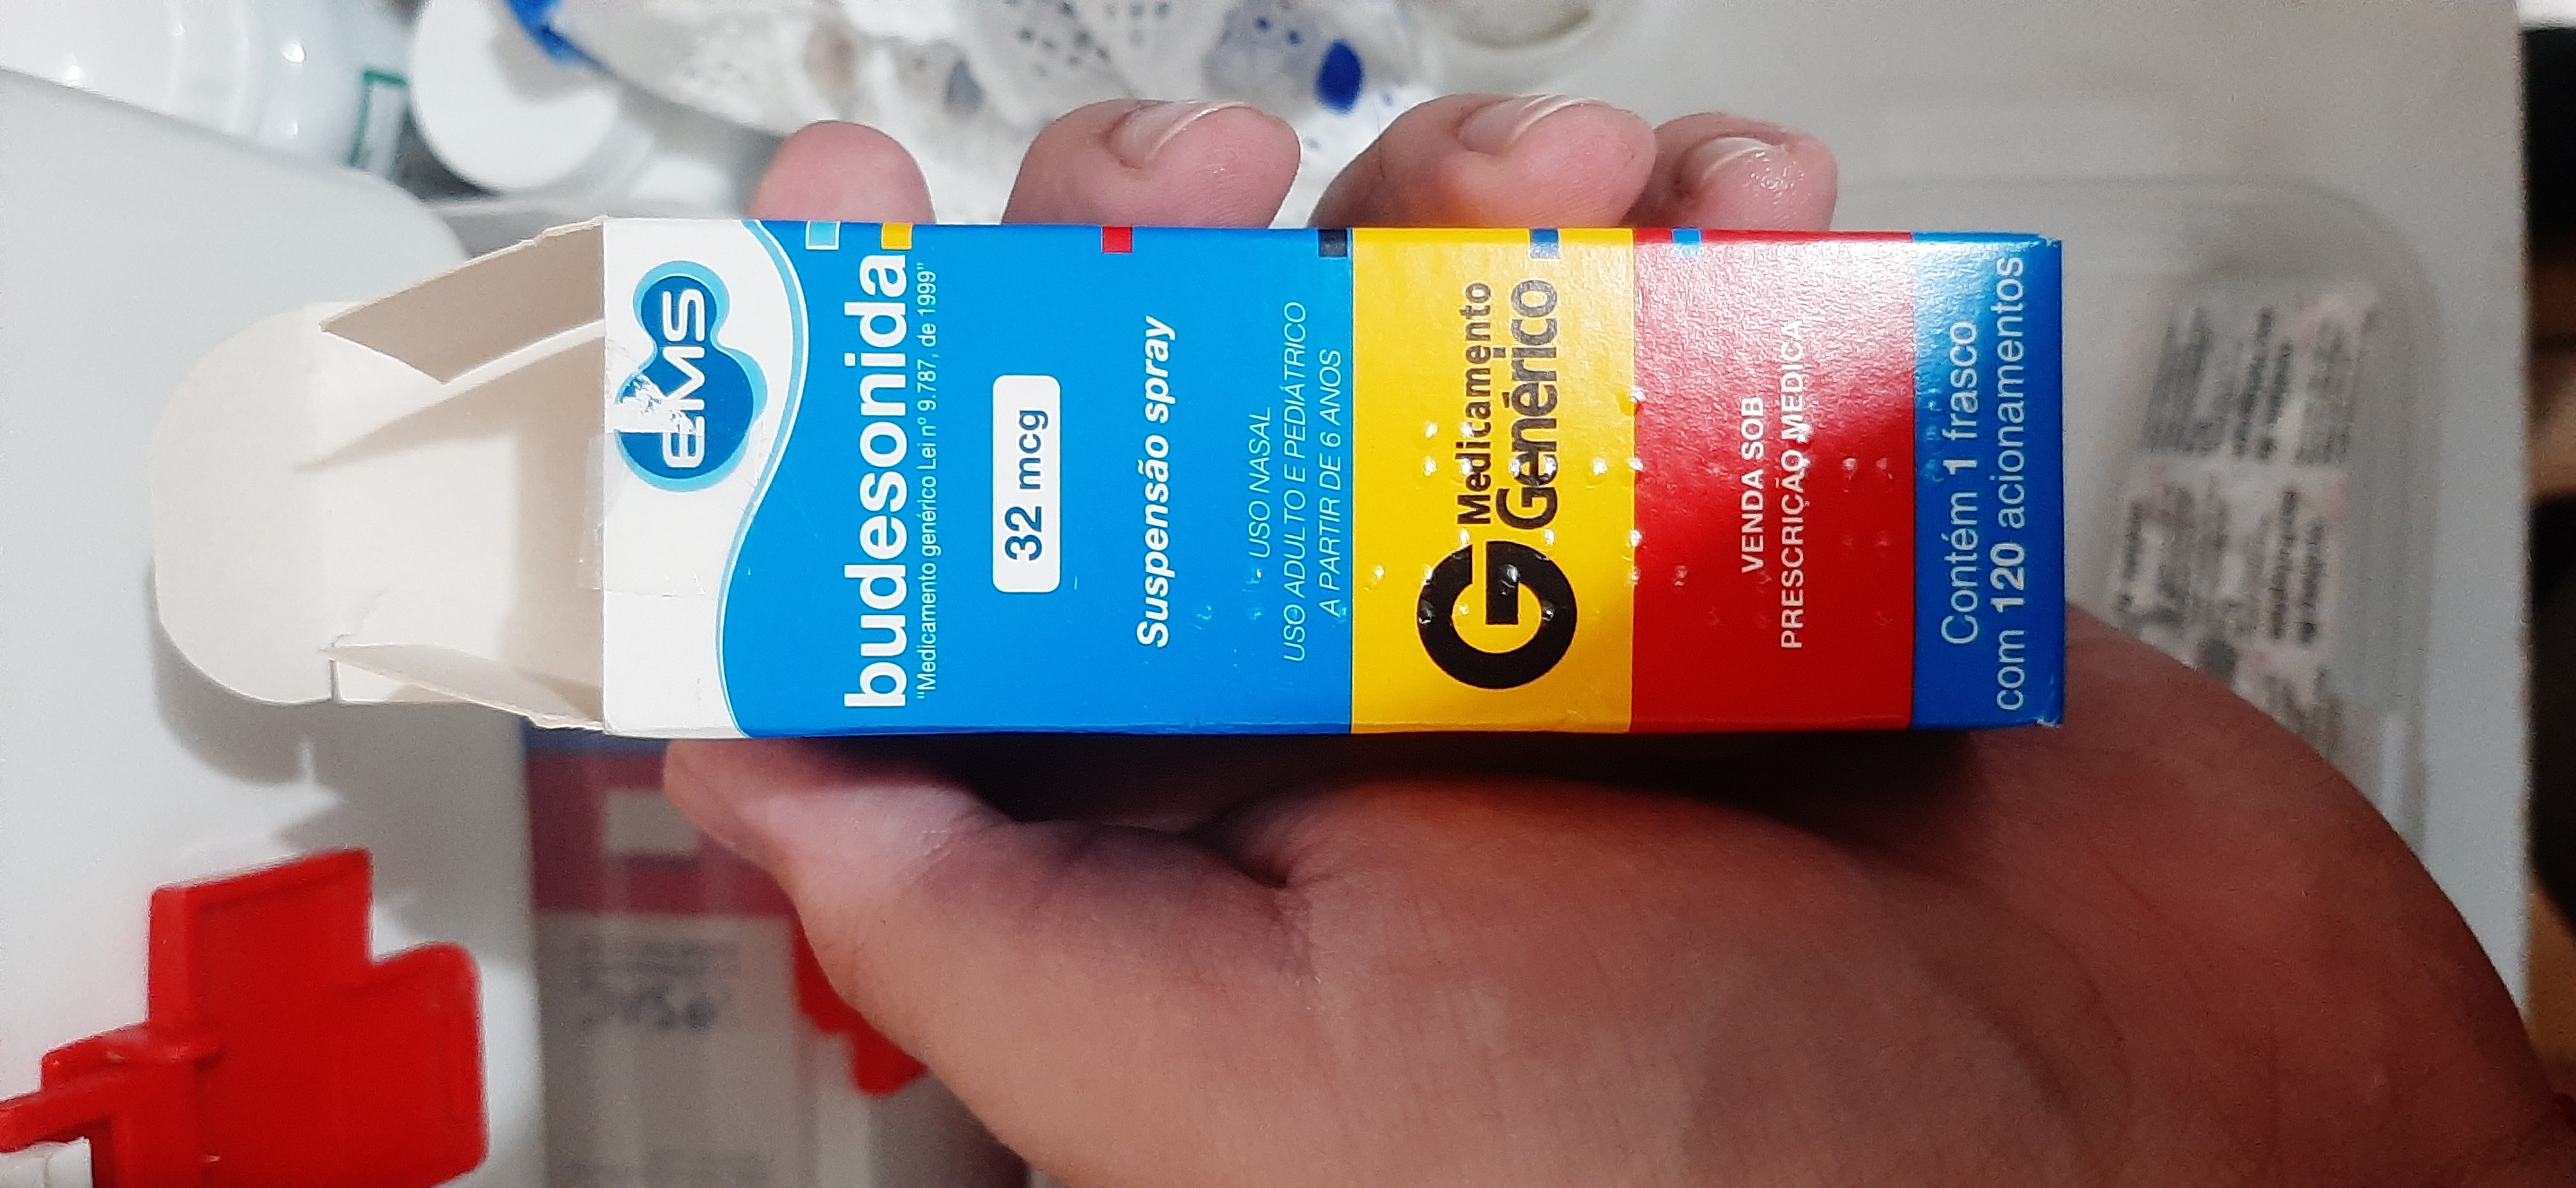 EMS
budesonida
"Medicamento genérico Lei nº 9.787, de 1999"
32 mcg
Suspensão spray
USO NASAL
USO ADULTO E PEDIÁTRICO
A PARTIR DE 6 ANOS
G Medicamento
Genérico
VENDA SOB
PRESCRIÇÃO MÉDICA
Contém 1 frasco
com 120 acionamentos